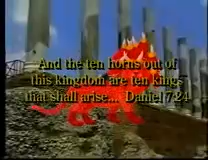 And the ten horns out of
this kingdom are ten kings
that shall arise... Daniel 7:24